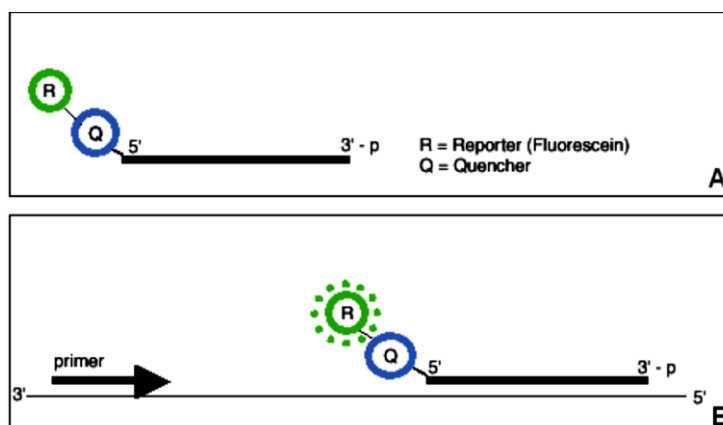 R
Q
5'
3' - p
R = Reporter (Fluorescein)
Q = Quencher
A
R
primer
Q
5'
3' - p
3'
5'